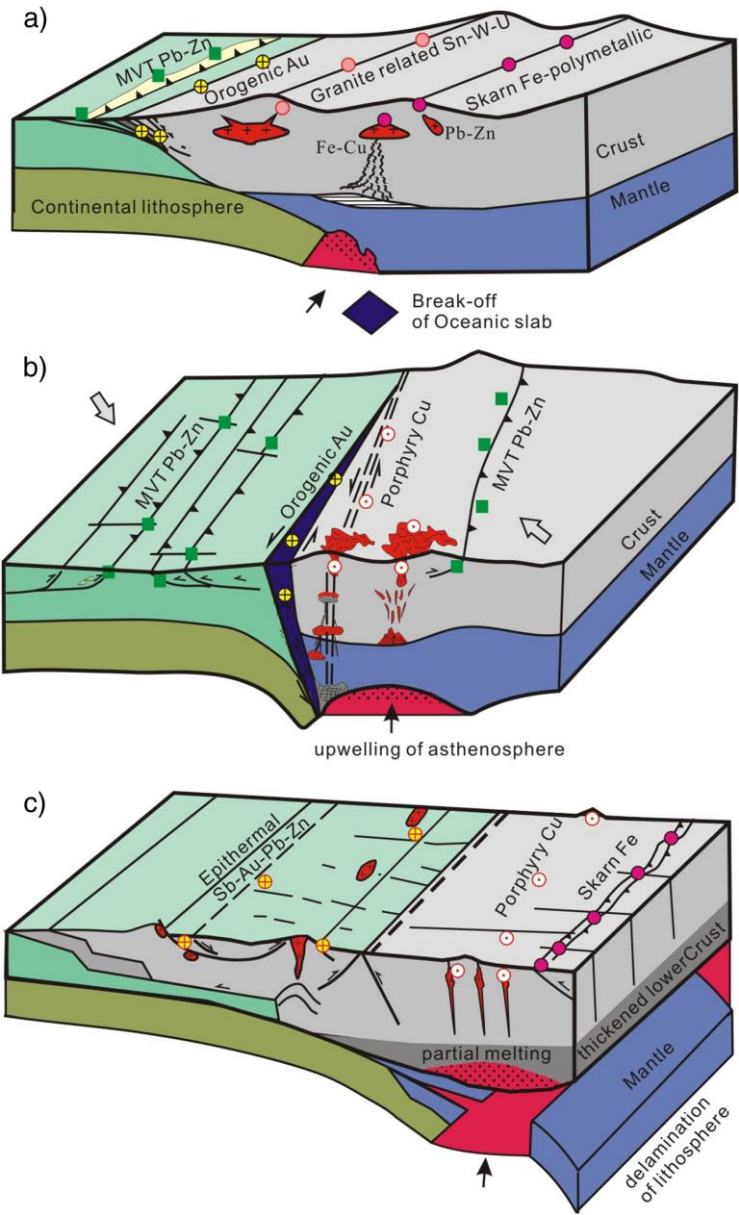 a)
MVT Pb-Zn
Orogenic Au
Granite related Sn-W-U
Skarn Fe-polymetallic
Fe-Cu
Pb-Zn
Crust
Mantle
Continental lithosphere
Break-off
of Oceanic slab
b)
MVT Pb-Zn
Orogenic Au
Porphyry Cu
MVT Pb-Zn
Crust
Mantle
upwelling of asthenosphere
c)
Epithermal
Sb-Au-Pb-Zn
Porphyry Cu
Skarn Fe
thickened lowerCrust
partial melting
Mantle
delamination
of lithosphere